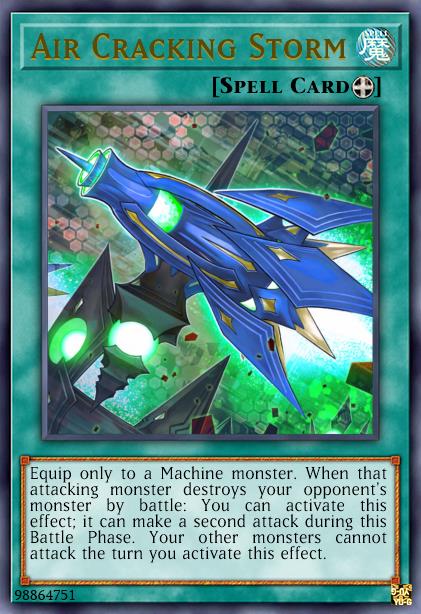 Air Cracking Storm
SPELL
魔
[Spell Card]
Equip only to a Machine monster. When that
attacking monster destroys your opponent's
monster by battle: You can activate this
effect; it can make a second attack during this
Battle Phase. Your other monsters cannot
attack the turn you activate this effect.
98864751